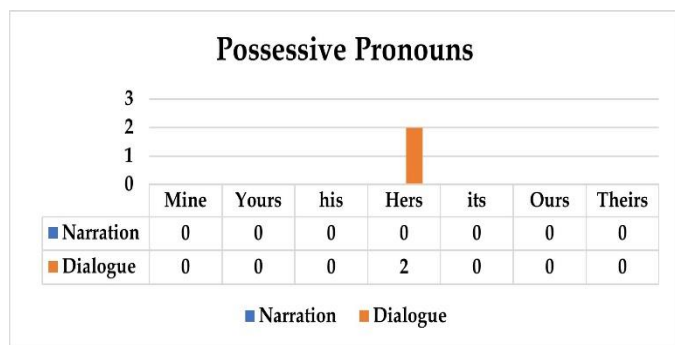 Possessive Pronouns
3
2
1
0
Mine Yours his Hers its Ours Theirs
Narration 0 0 0 0 0 0 0
Dialogue 0 0 0 2 0 0 0
Narration Dialogue